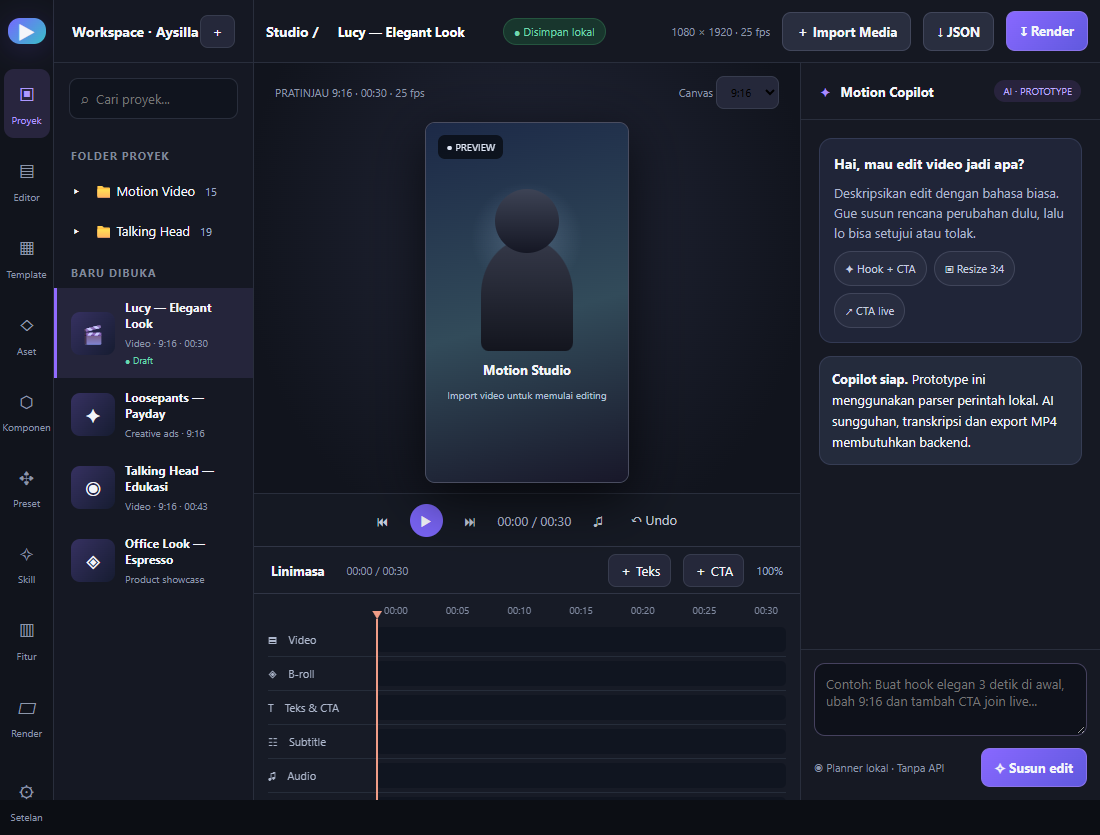 Workspace · Aysilla
+
Studio /
Lucy — Elegant Look
● Disimpan lokal
1080 × 1920 · 25 fps
+ Import Media
↓ JSON
↧ Render
Proyek
Editor
Template
Aset
Komponen
Preset
Skill
Fitur
Render
Setelan
⌕ Cari proyek...
FOLDER PROYEK
▸ 📁 Motion Video 15
▸ 📁 Talking Head 19
BARU DIBUKA
Lucy — Elegant
Look
Video · 9:16 · 00:30
● Draft
Loosepants —
Payday
Creative ads · 9:16
Talking Head —
Edukasi
Video · 9:16 · 00:43
Office Look —
Espresso
Product showcase
PRATINJAU 9:16 · 00:30 · 25 fps
Canvas
9:16
● PREVIEW
Motion Studio
Import video untuk memulai editing
00:00 / 00:30
↶ Undo
Linimasa
00:00 / 00:30
+ Teks
+ CTA
100%
00:00
00:05
00:10
00:15
00:20
00:25
00:30
Video
B-roll
T Teks & CTA
Subtitle
Audio
✦ Motion Copilot
AI · PROTOTYPE
Hai, mau edit video jadi apa?
Deskripsikan edit dengan bahasa biasa.
Gue susun rencana perubahan dulu, lalu
lo bisa setujui atau tolak.
✦ Hook + CTA
▣ Resize 3:4
↗ CTA live
Copilot siap. Prototype ini
menggunakan parser perintah lokal. AI
sungguhan, transkripsi dan export MP4
membutuhkan backend.
Contoh: Buat hook elegan 3 detik di awal,
ubah 9:16 dan tambah CTA join live...
◉ Planner lokal · Tanpa API
✧ Susun edit